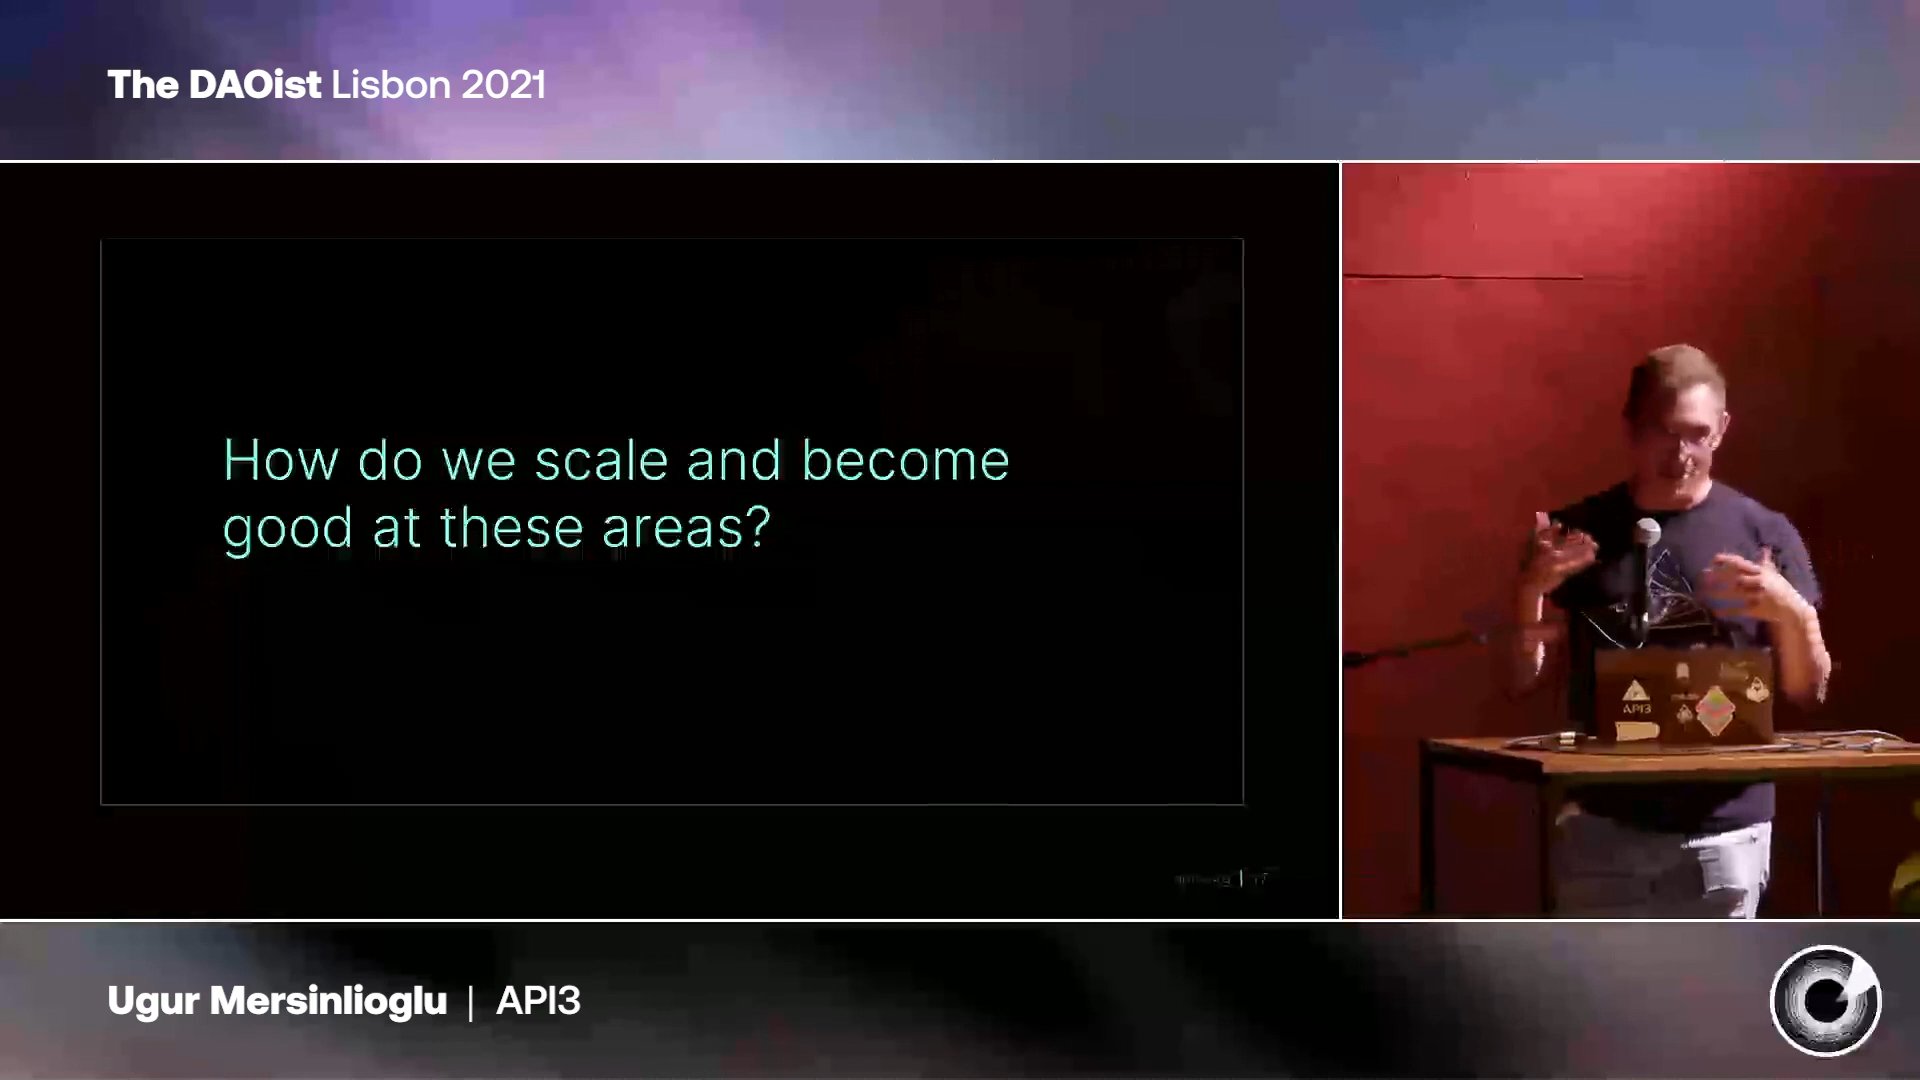 The DAOist Lisbon 2021
How do we scale and become
good at these areas?
API3
Ugur Mersinlioglu | API3